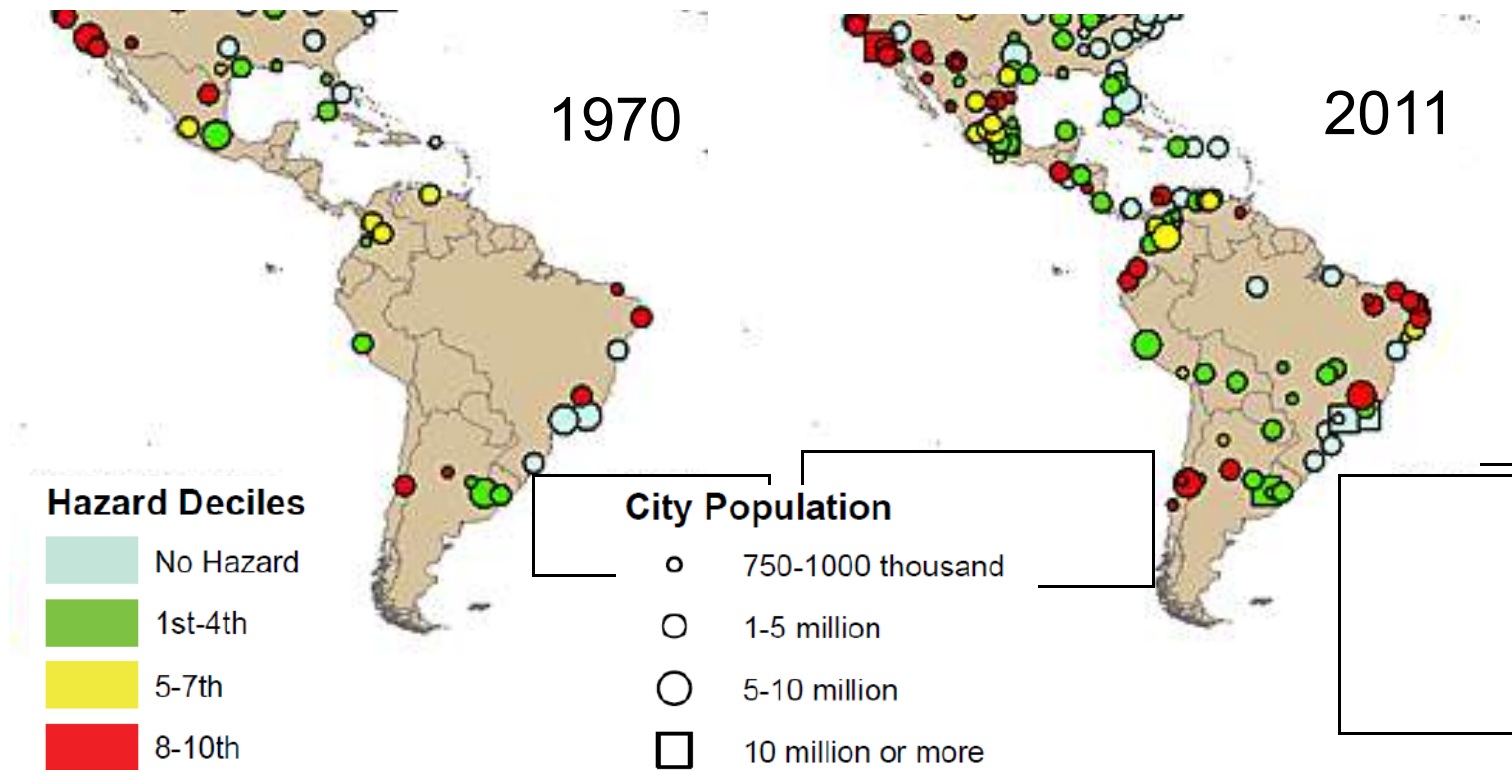 1970
2011
Hazard Deciles
No Hazard
1st-4th
5-7th
8-10th
City Population
750-1000 thousand
1-5 million
5-10 million
10 million or more